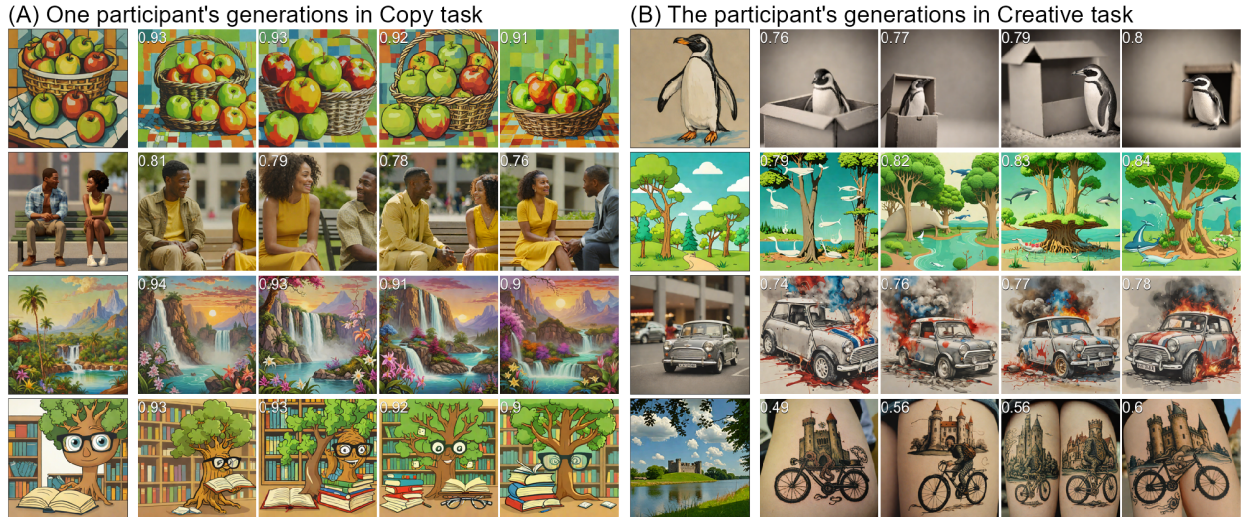 (A) One participant's generations in Copy task
(B) The participant's generations in Creative task
0.93 0.93 0.92 0.91
0.76 0.77 0.79 0.8
0.81 0.79 0.78 0.76
0.79 0.82 0.83 0.84
0.94 0.93 0.91 0.9
0.74 0.76 0.77 0.78
0.93 0.93 0.92 0.9
0.49 0.56 0.56 0.6